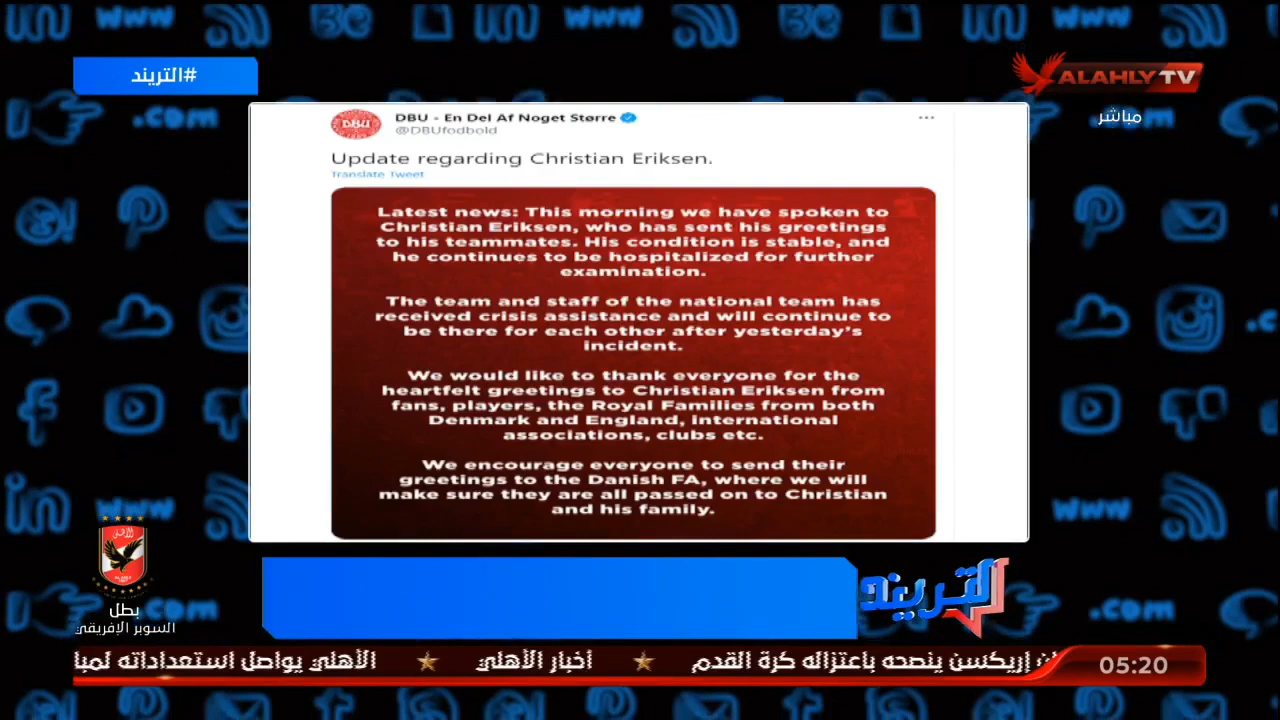 #التريند
ALAHLY TV
مباشر
DBU - En Del Af Noget Større
@DBUfodbold
Update regarding Christian Eriksen.
Translate Tweet
Latest news: This morning we have spoken to
Christian Eriksen, who has sent his greetings
to his teammates. His condition is stable, and
he continues to be hospitalized for further
examination.
The team and staff of the national team has
received crisis assistance and will continue to
be there for each other after yesterday's
incident.
We would like to thank everyone for the
heartfelt greetings to Christian Eriksen from
fans, players, the Royal Families from both
Denmark and England, international
associations, clubs etc.
We encourage everyone to send their
greetings to the Danish FA, where we will
make sure they are all passed on to Christian
and his family.
التريند
بطل
السوبر الإفريقي
إريكسن ينصحه باعتزاله كرة القدم ★ أخبار الأهلي ★ الأهلي يواصل استعداداته
05:20
www
.com